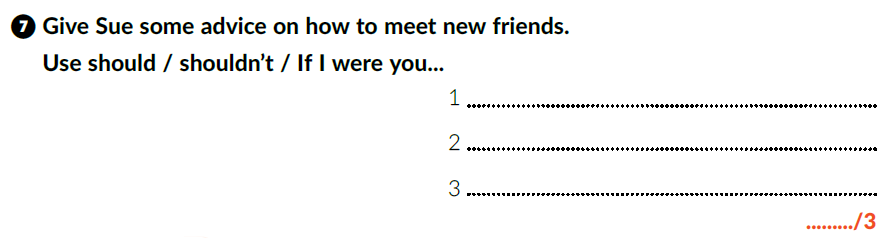 7 Give Sue some advice on how to meet new friends.
Use should / shouldn't / If I were you...
1 ................................................................
2 ................................................................
3 ................................................................
........./3